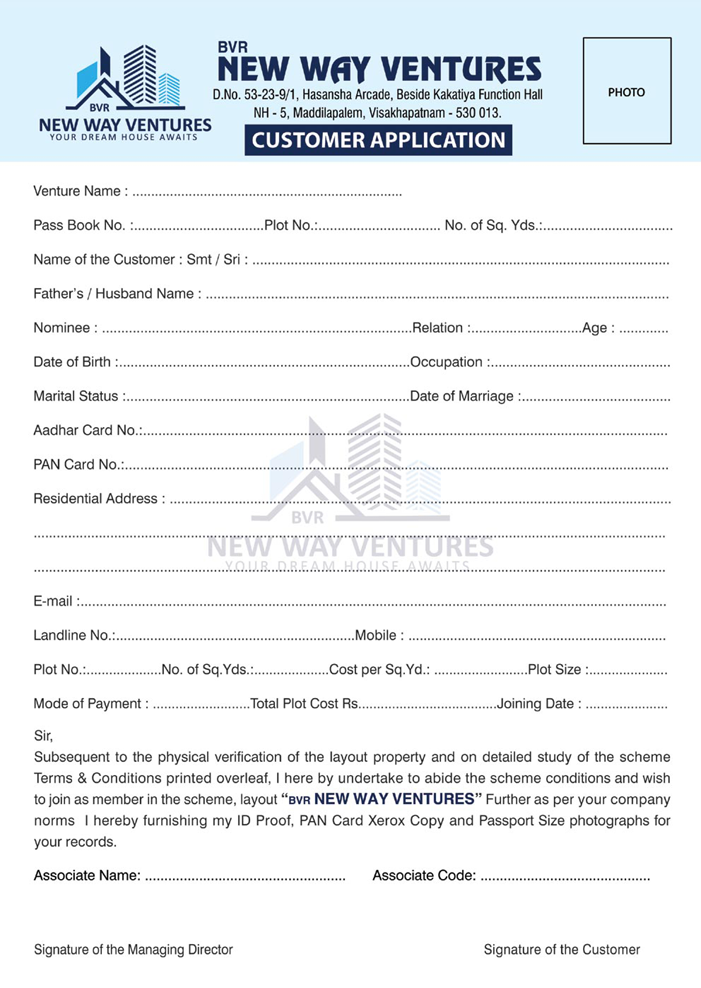 BVR
NEW WAY VENTURES
YOUR DREAM HOUSE AWAITS
BVR
NEW WAY VENTURES
D.No. 53-23-9/1, Hasansha Arcade, Beside Kakatiya Function Hall
NH - 5, Maddilapalem, Visakhapatnam - 530 013.
CUSTOMER APPLICATION
PHOTO
Venture Name : ......................................................................
Pass Book No. :..................................Plot No.:................................ No. of Sq. Yds.:..................................
Name of the Customer : Smt / Sri : ............................................................................................................
Father's / Husband Name : ........................................................................................................................
Nominee : .................................................................................Relation :.............................Age : .............
Date of Birth :............................................................................Occupation :...............................................
Marital Status :..........................................................................Date of Marriage :.......................................
Aadhar Card No.:.........................................................................................................................................
PAN Card No.:..............................................................................................................................................
Residential Address : ...................................................................................................................................
BVR
NEW WAY VENTURES
YOUR DREAM HOUSE AWAITS
E-mail :.........................................................................................................................................................
Landline No.:..............................................................Mobile : ...................................................................
Plot No.:....................No. of Sq.Yds.:....................Cost per Sq.Yd.: .........................Plot Size :.....................
Mode of Payment : ..........................Total Plot Cost Rs.....................................Joining Date : ......................
Sir,
Subsequent to the physical verification of the layout property and on detailed study of the scheme
Terms & Conditions printed overleaf, I here by undertake to abide the scheme conditions and wish
to join as member in the scheme, layout “BVR NEW WAY VENTURES” Further as per your company
norms I hereby furnishing my ID Proof, PAN Card Xerox Copy and Passport Size photographs for
your records.
Associate Name: .................................................... Associate Code: ............................................
Signature of the Managing Director Signature of the Customer